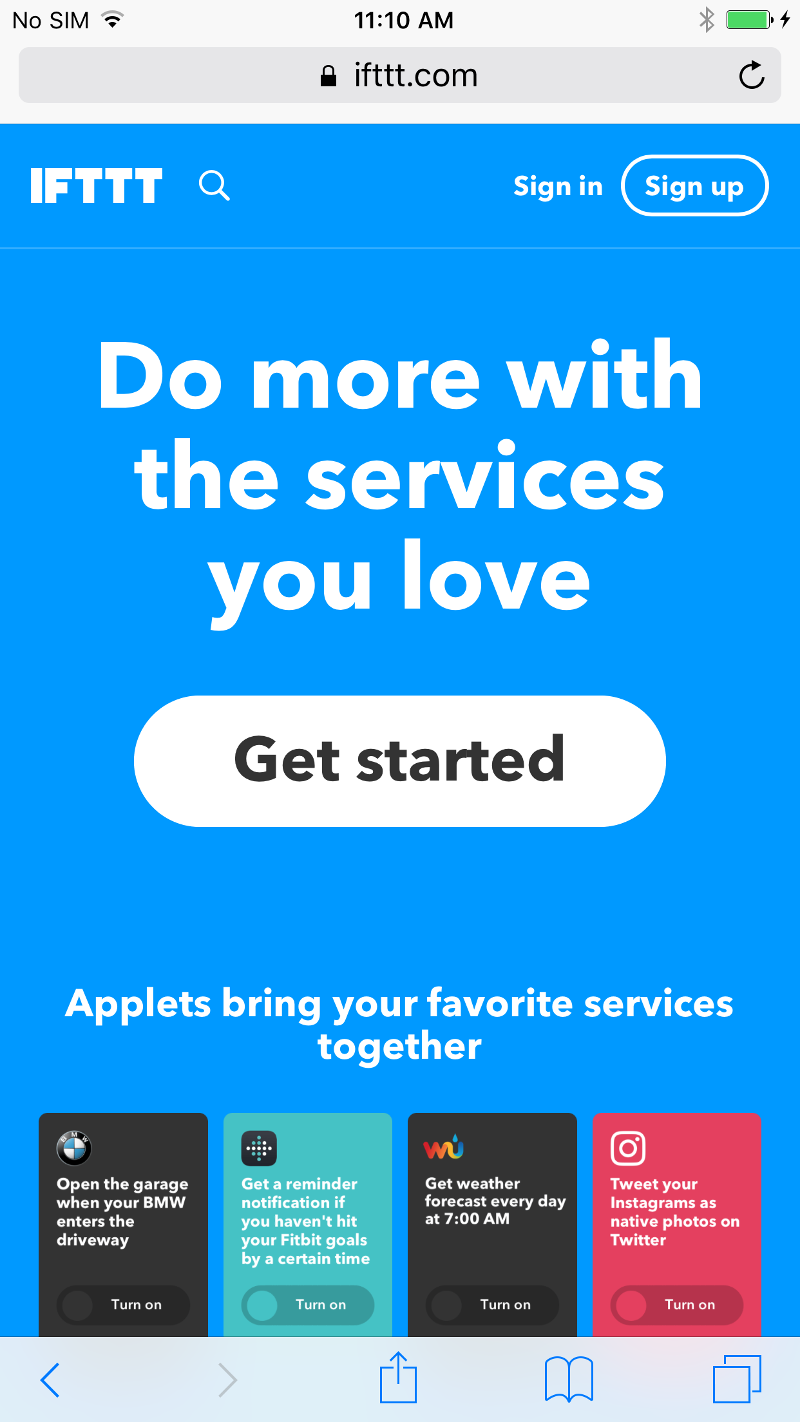 No SIM 11:10 AM
ifttt.com
IFTTT Sign in Sign up
Do more with
the services
you love
Get started
Applets bring your favorite services
together
BMW
Open the garage
when your BMW
enters the
driveway
Turn on
Get a reminder
notification if
you haven't hit
your Fitbit goals
by a certain time
Turn on
wu
Get weather
forecast every day
at 7:00 AM
Turn on
Tweet your
Instagrams as
native photos on
Twitter
Turn on